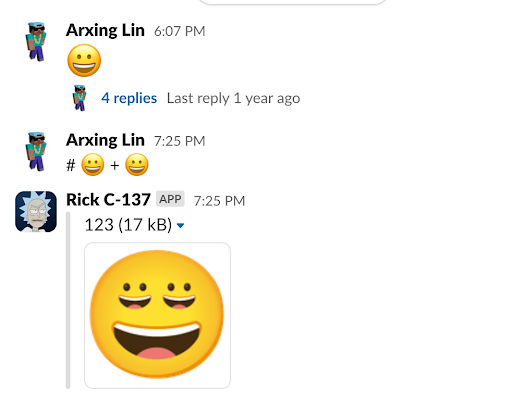 Arxing Lin 6:07 PM
😀
4 replies Last reply 1 year ago
Arxing Lin 7:25 PM
# 😀 + 😀
Rick C-137 APP 7:25 PM
123 (17 kB)